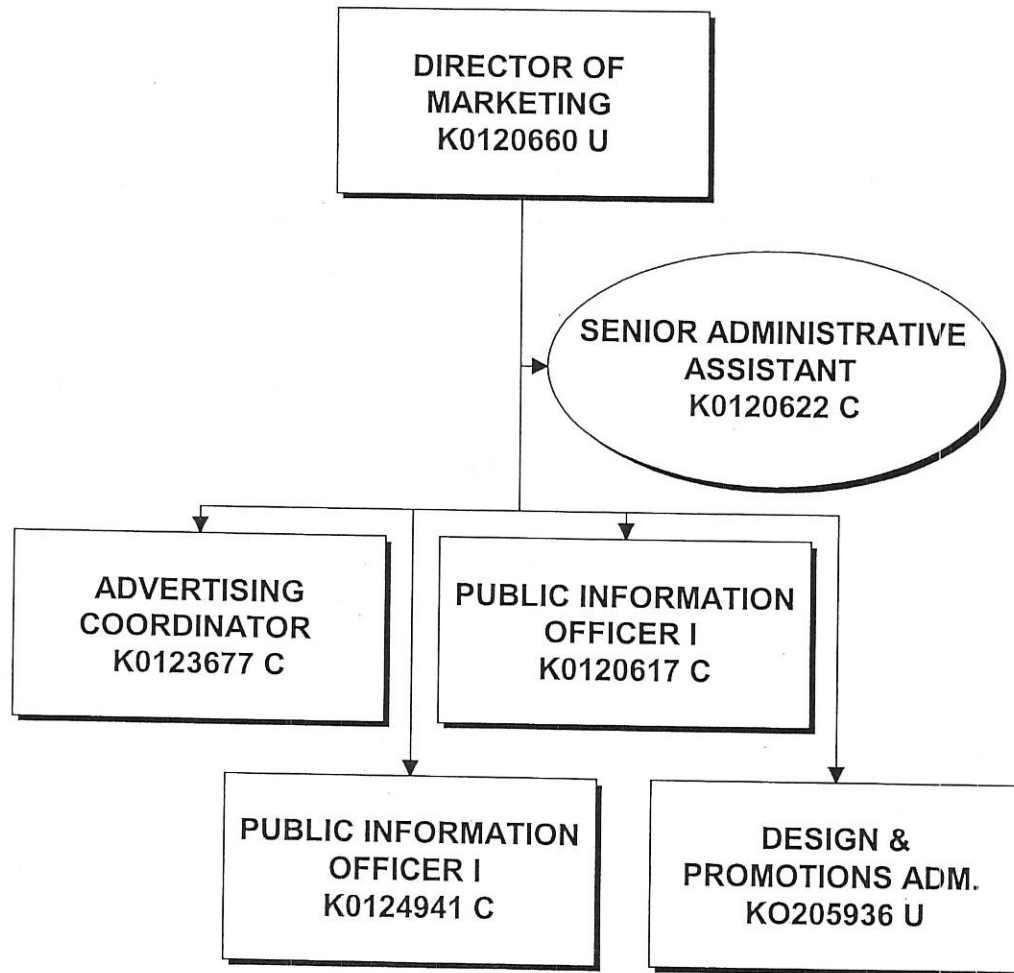 DIRECTOR OF
MARKETING
K0120660 U
SENIOR ADMINISTRATIVE
ASSISTANT
K0120622 C
ADVERTISING
COORDINATOR
K0123677 C
PUBLIC INFORMATION
OFFICER I
K0120617 C
PUBLIC INFORMATION
OFFICER I
K0124941 C
DESIGN &
PROMOTIONS ADM.
KO205936 U